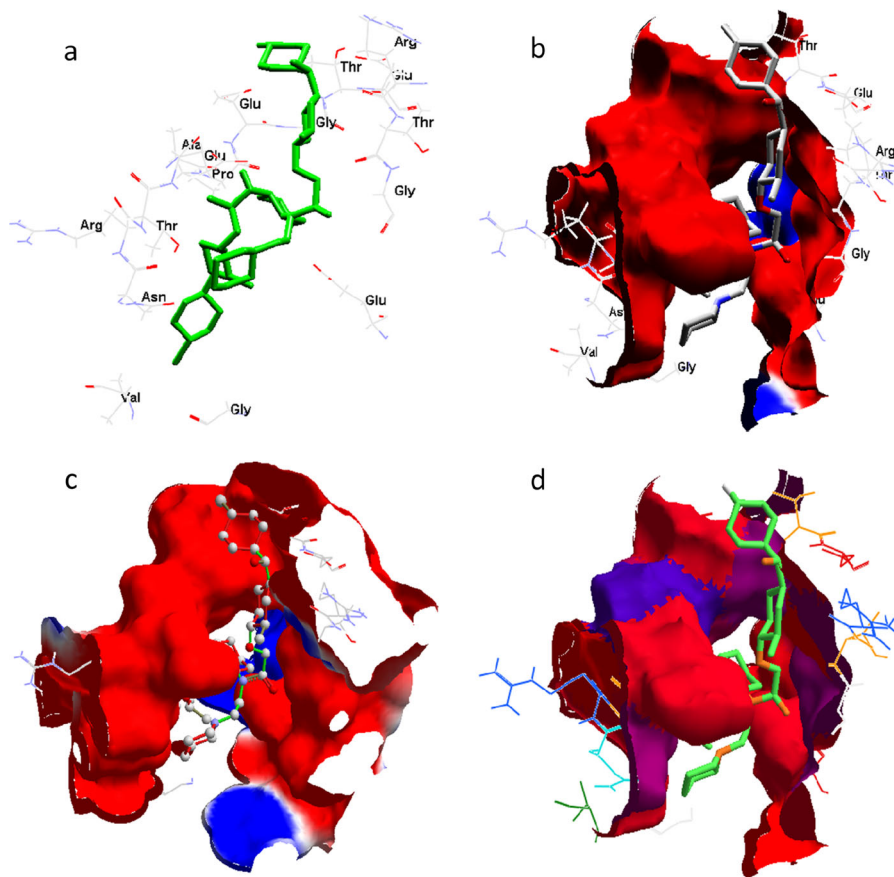 a
Arg
Thr
Glu
Glu
Gly
Thr
Ala
Glu
Pro
Gly
Arg
Thr
Asn
Glu
Val
Gly
b
Thr
Glu
Arg
Gly
Val
Gly
c
d